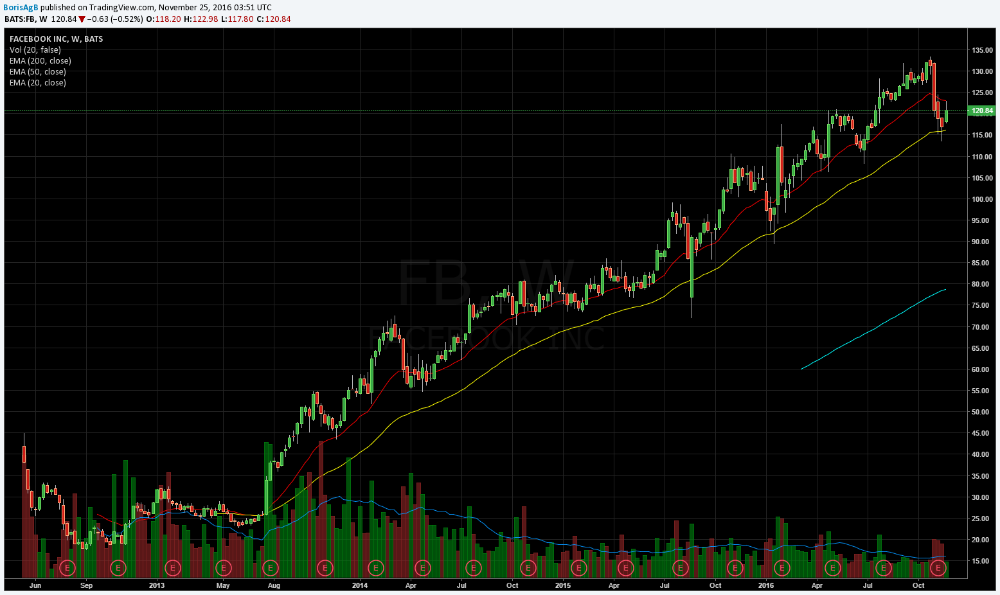 BorisAgB published on TradingView.com, November 25, 2016 03:51 UTC
BATS:FB, W 120.84 ▼ −0.63 (−0.52%) O:118.20 H:122.98 L:117.80 C:120.84
FACEBOOK INC, W, BATS
Vol (20, false)
EMA (200, close)
EMA (50, close)
EMA (20, close)
FB, W
FACEBOOK INC
135.00
130.00
125.00
120.84
120.00
115.00
110.00
105.00
100.00
95.00
90.00
85.00
80.00
75.00
70.00
65.00
60.00
55.00
50.00
45.00
40.00
35.00
30.00
25.00
20.00
15.00
E E E E E E E E E E E E E E E E E E
Jun Sep 2013 May Aug 2014 Apr Jul Oct 2015 Apr Jul Oct 2016 Apr Jul Oct